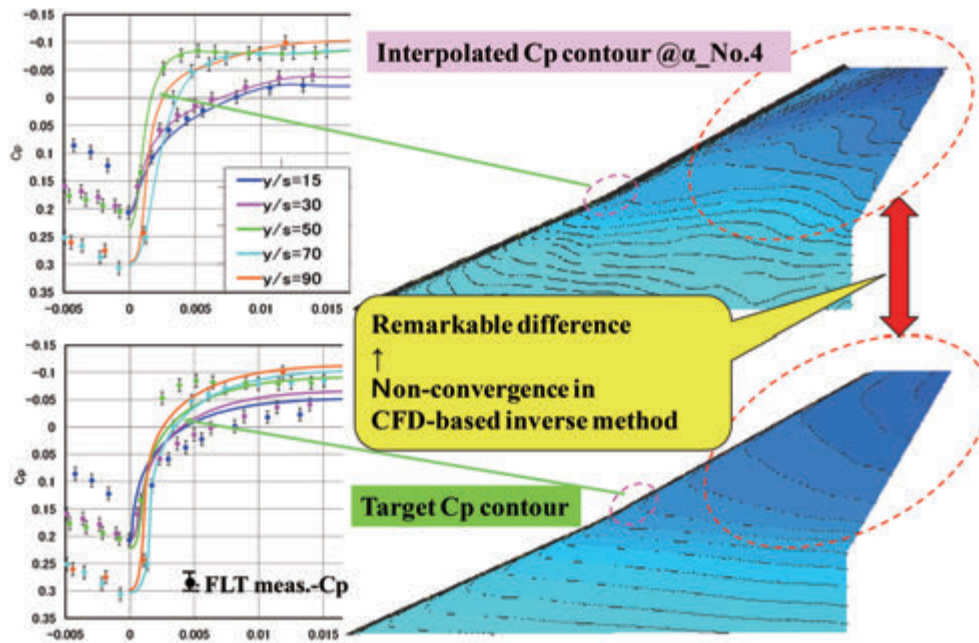 -0.15
-0.10
-0.05
0
0.05
0.1
0.15
0.2
0.25
0.3
0.35
Cp
-0.005
0
0.005
0.01
0.015
y/s=15
y/s=30
y/s=50
y/s=70
y/s=90
Interpolated Cp contour @α_No.4
Remarkable difference
↑
Non-convergence in
CFD-based inverse method
-0.15
-0.10
-0.05
0
0.05
0.1
0.15
0.2
0.25
0.3
0.35
Cp
-0.005
0
0.005
0.01
0.015
Target Cp contour
FLT meas.-Cp